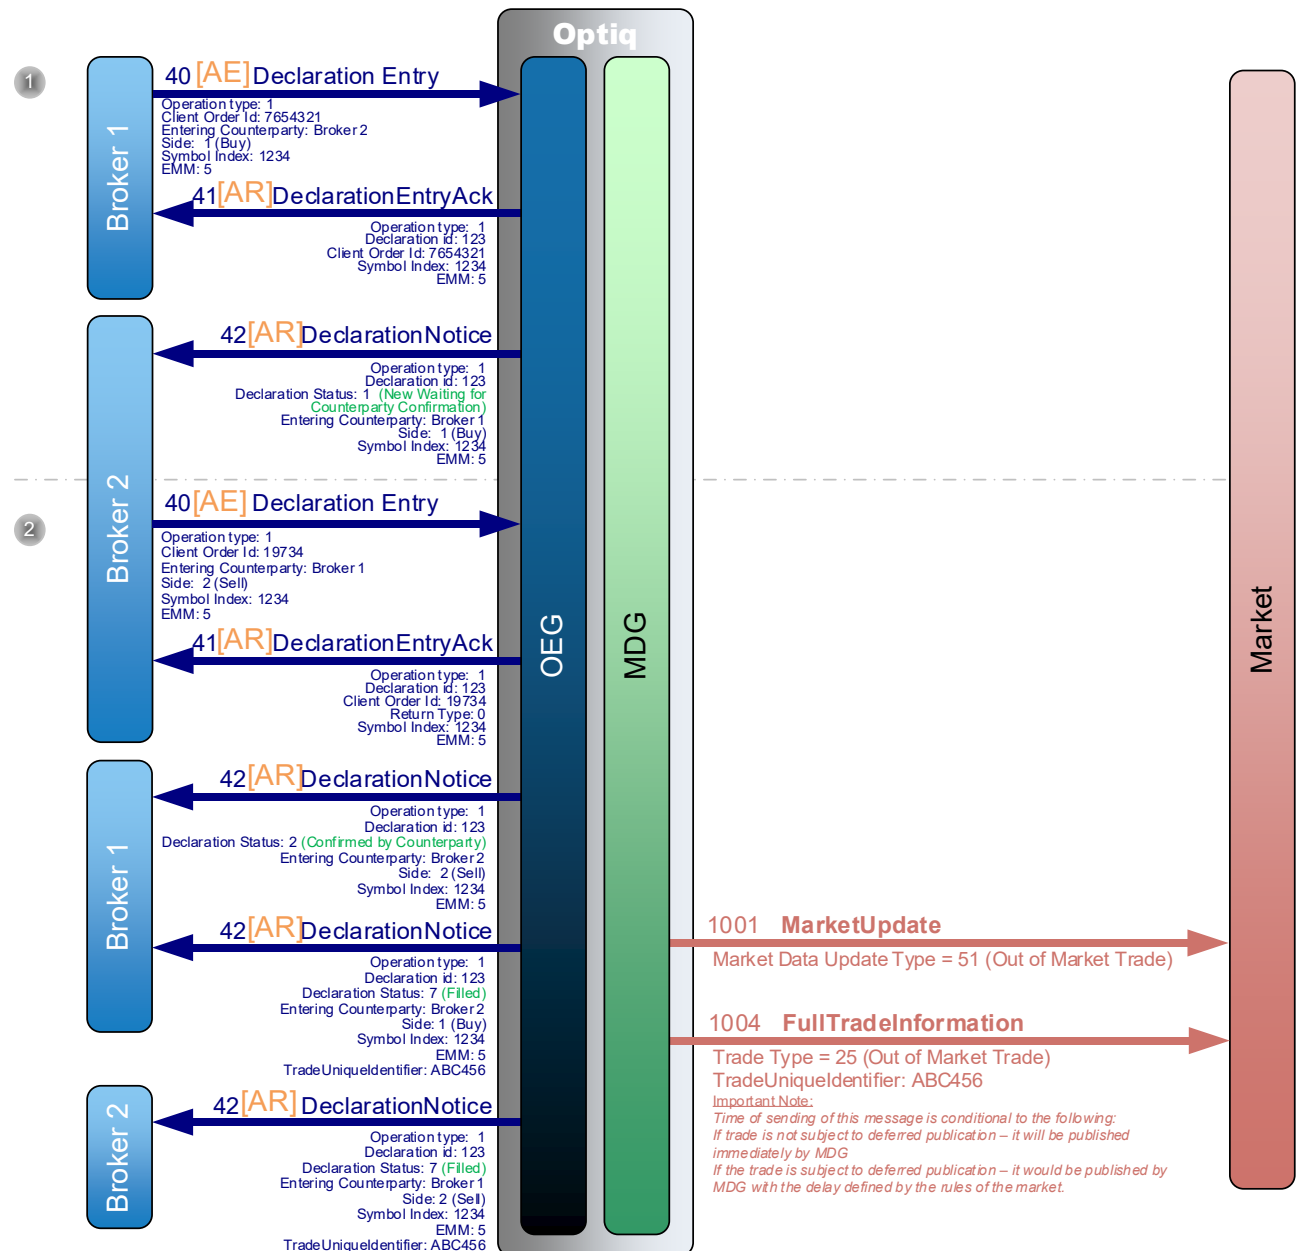 Optiq
1
Broker 1
40 [AE] Declaration Entry
Operation type: 1
Client Order Id: 7654321
Entering Counterparty: Broker 2
Side: 1 (Buy)
Symbol Index: 1234
EMM: 5
41 [AR] DeclarationEntryAck
Operation type: 1
Declaration id: 123
Client Order Id: 7654321
Symbol Index: 1234
EMM: 5
Broker 2
42 [AR] DeclarationNotice
Operation type: 1
Declaration id: 123
Declaration Status: 1 (New Waiting for
Counterparty Confirmation)
Entering Counterparty: Broker 1
Side: 1 (Buy)
Symbol Index: 1234
EMM: 5
2
40 [AE] Declaration Entry
Operation type: 1
Client Order Id: 19734
Entering Counterparty: Broker 1
Side: 2 (Sell)
Symbol Index: 1234
EMM: 5
41 [AR] DeclarationEntryAck
Operation type: 1
Declaration id: 123
Client Order Id: 19734
Return Type: 0
Symbol Index: 1234
EMM: 5
OEG
MDG
Market
Broker 1
42 [AR] DeclarationNotice
Operation type: 1
Declaration id: 123
Declaration Status: 2 (Confirmed by Counterparty)
Entering Counterparty: Broker 2
Side: 2 (Sell)
Symbol Index: 1234
EMM: 5
42 [AR] DeclarationNotice
Operation type: 1
Declaration id: 123
Declaration Status: 7 (Filled)
Entering Counterparty: Broker 2
Side: 1 (Buy)
Symbol Index: 1234
EMM: 5
TradeUniqueIdentifier: ABC456
1001 MarketUpdate
Market Data Update Type = 51 (Out of Market Trade)
1004 FullTradeInformation
Trade Type = 25 (Out of Market Trade)
TradeUniqueIdentifier: ABC456
Important Note:
Time of sending of this message is conditional to the following:
If trade is not subject to deferred publication – it will be published
immediately by MDG
If the trade is subject to deferred publication – it would be published by
MDG with the delay defined by the rules of the market.
Broker 2
42 [AR] DeclarationNotice
Operation type: 1
Declaration id: 123
Declaration Status: 7 (Filled)
Entering Counterparty: Broker 1
Side: 2 (Sell)
Symbol Index: 1234
EMM: 5
TradeUniqueIdentifier: ABC456